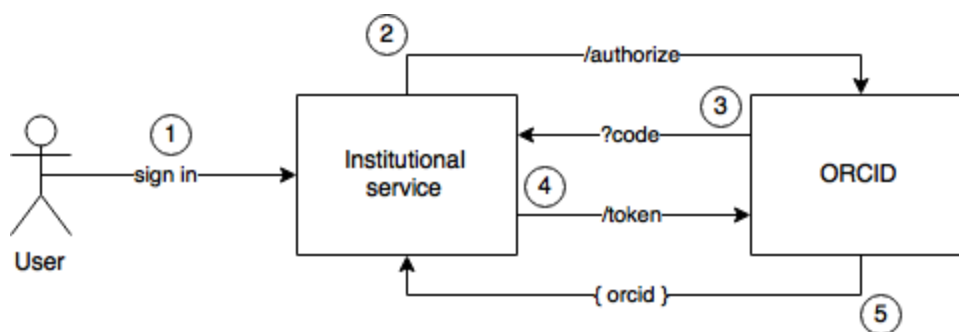 2
/authorize
3
1
?code
Institutional
service
ORCID
sign in
4
/token
User
{ orcid }
5